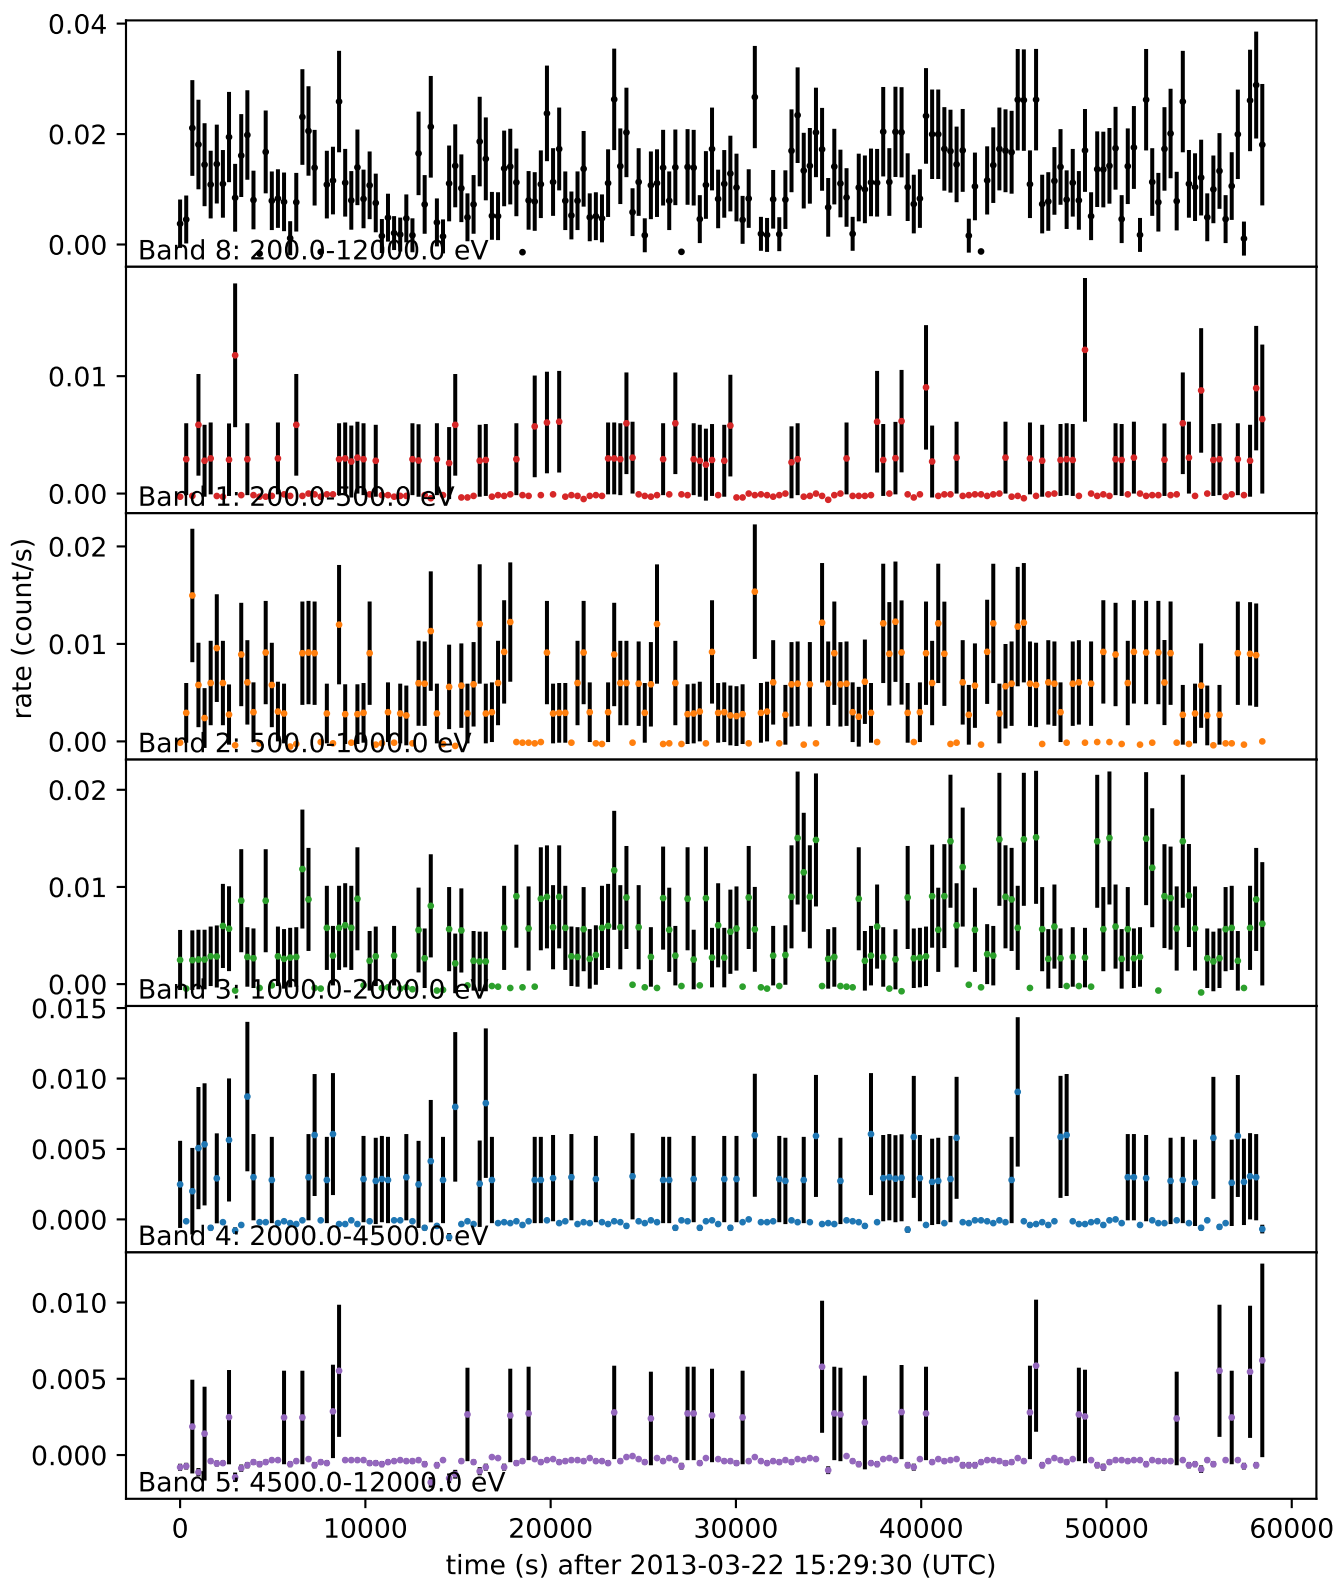 0.04
0.02
0.00
Band 8: 200.0-12000.0 eV
0.01
0.00
Band 1: 200.0-500.0 eV
0.02
0.01
0.00
Band 2: 500.0-1000.0 eV
rate (count/s)
0.02
0.01
0.00
Band 3: 1000.0-2000.0 eV
0.015
0.010
0.005
0.000
Band 4: 2000.0-4500.0 eV
0.010
0.005
0.000
Band 5: 4500.0-12000.0 eV
0 10000 20000 30000 40000 50000 60000
time (s) after 2013-03-22 15:29:30 (UTC)